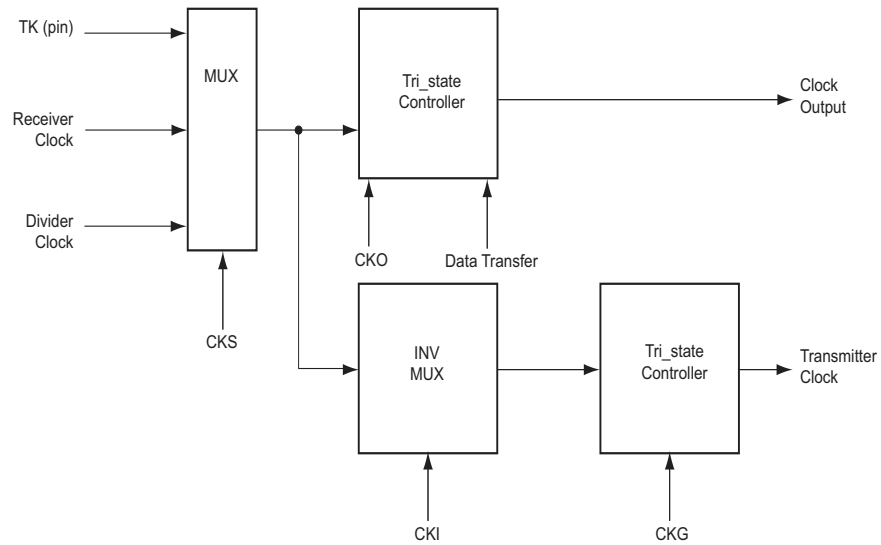 TK (pin)
MUX
Tri_state
Controller
Clock
Output
Receiver
Clock
Divider
Clock
CKO
Data Transfer
CKS
INV
MUX
Tri_state
Controller
Transmitter
Clock
CKI
CKG